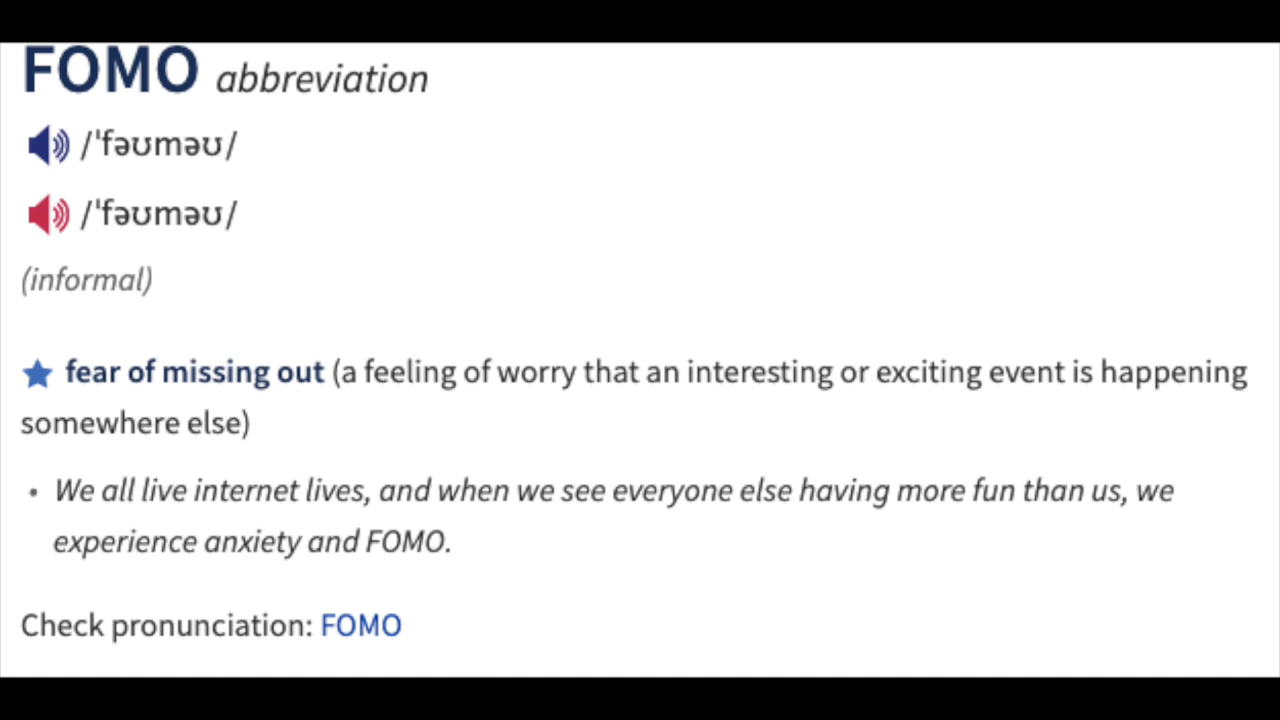 FOMO abbreviation
/ˈfəʊməʊ/
/ˈfəʊməʊ/
(informal)
fear of missing out (a feeling of worry that an interesting or exciting event is happening
somewhere else)
• We all live internet lives, and when we see everyone else having more fun than us, we
experience anxiety and FOMO.
Check pronunciation: FOMO